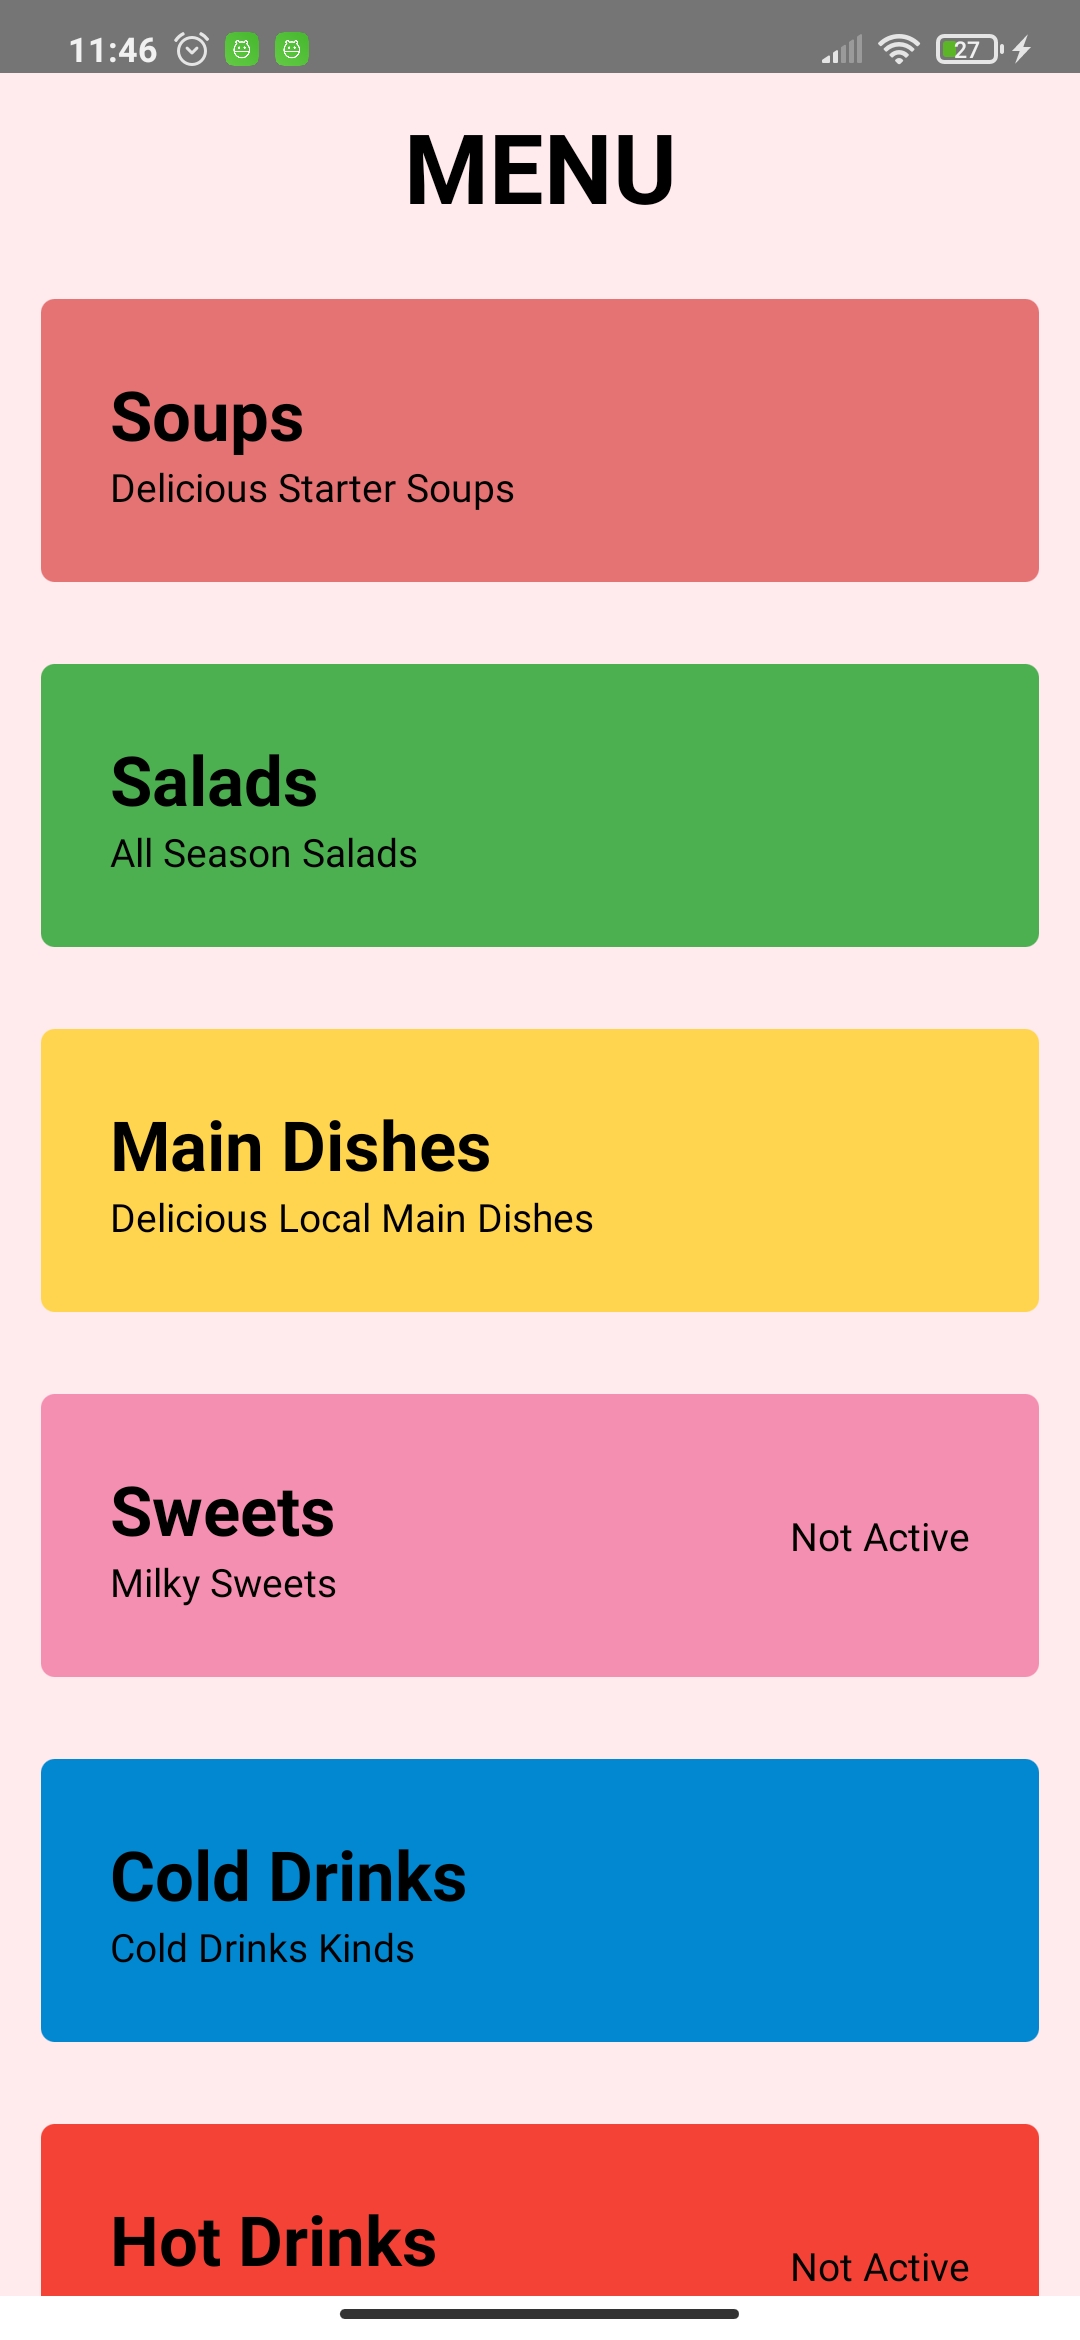 11:46
27
MENU
Soups
Delicious Starter Soups
Salads
All Season Salads
Main Dishes
Delicious Local Main Dishes
Sweets
Not Active
Milky Sweets
Cold Drinks
Cold Drinks Kinds
Hot Drinks
Not Active